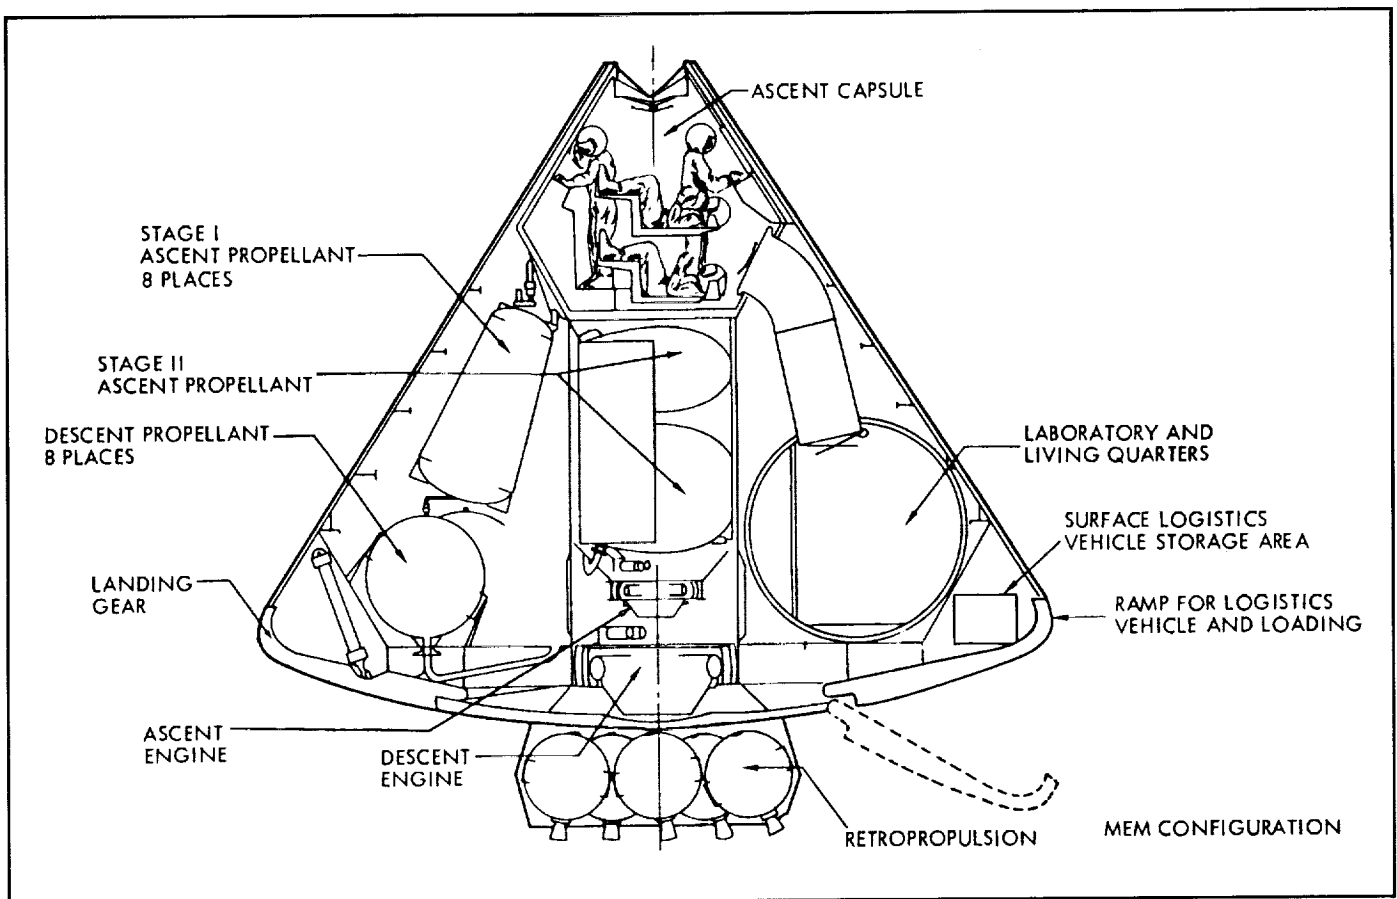 ASCENT CAPSULE
STAGE I
ASCENT PROPELLANT
8 PLACES
STAGE II
ASCENT PROPELLANT
DESCENT PROPELLANT
8 PLACES
LABORATORY AND
LIVING QUARTERS
SURFACE LOGISTICS
VEHICLE STORAGE AREA
LANDING
GEAR
RAMP FOR LOGISTICS
VEHICLE AND LOADING
ASCENT
ENGINE
DESCENT
ENGINE
RETROPROPULSION
MEM CONFIGURATION